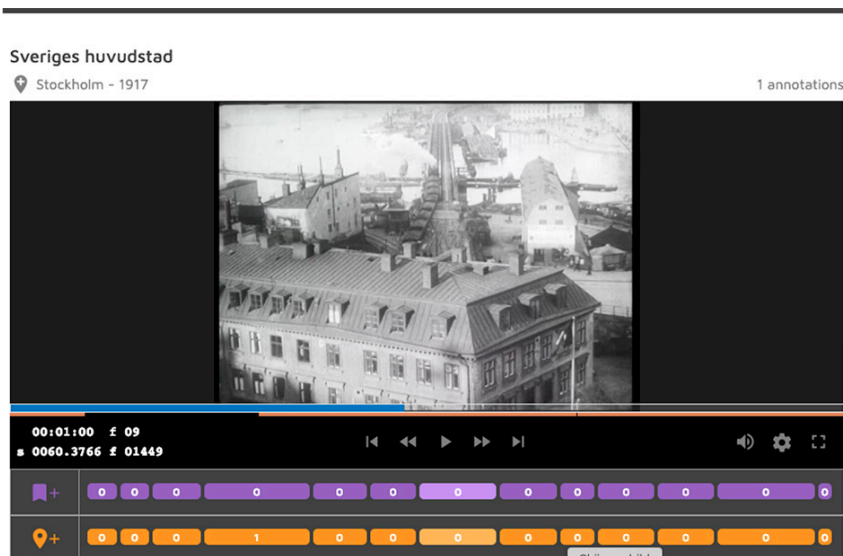 Sveriges huvudstad
Stockholm - 1917
1 annotations
00:01:00 f 09
s 0060.3766 f 01449
0 0 0 0 0 0 0 0 0 0 0 0 0
0 0 0 1 0 0 0 0 0 0 0 0 0